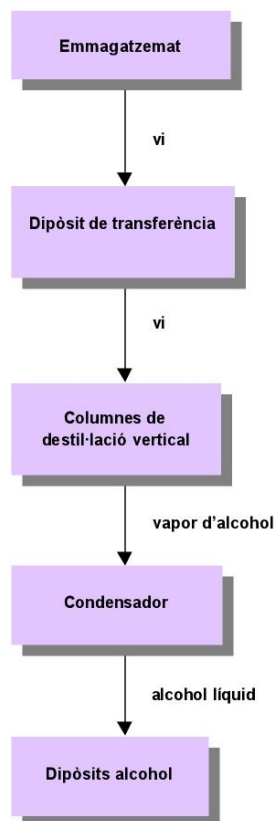 Emmagatzemat
vi
Dipòsit de transferència
vi
Columnes de
destil·lació vertical
vapor d'alcohol
Condensador
alcohol líquid
Dipòsits alcohol